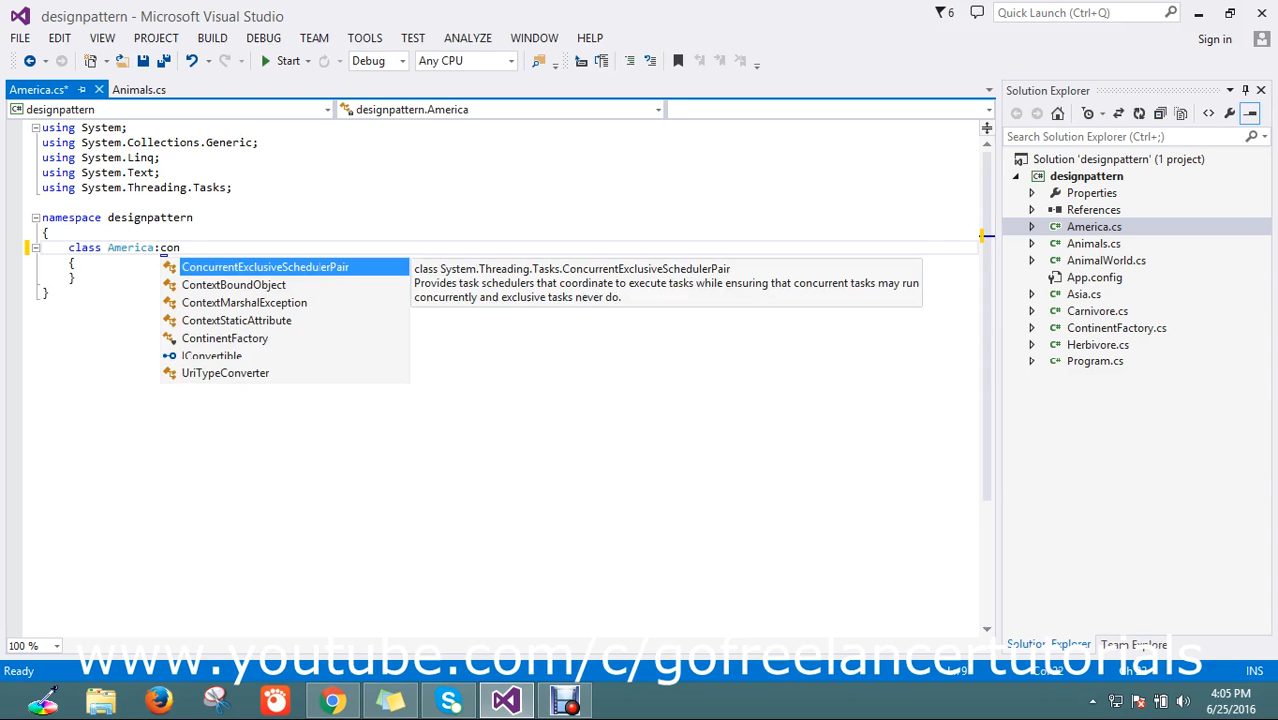 designpattern - Microsoft Visual Studio
6
Quick Launch (Ctrl+Q)
FILE EDIT VIEW PROJECT BUILD DEBUG TEAM TOOLS TEST ANALYZE WINDOW HELP
Sign in
Start Debug Any CPU
America.cs* Animals.cs
Solution Explorer
designpattern designpattern.America
Search Solution Explorer (Ctrl+;)
using System;
using System.Collections.Generic;
using System.Linq;
using System.Text;
using System.Threading.Tasks;
namespace designpattern
{
class America:con
{
}
}
ConcurrentExclusiveSchedulerPair
ContextBoundObject
ContextMarshalException
ContextStaticAttribute
ContinentFactory
IConvertible
UriTypeConverter
class System.Threading.Tasks.ConcurrentExclusiveSchedulerPair
Provides task schedulers that coordinate to execute tasks while ensuring that concurrent tasks may run
concurrently and exclusive tasks never do.
Solution 'designpattern' (1 project)
designpattern
Properties
References
America.cs
Animals.cs
AnimalWorld.cs
App.config
Asia.cs
Carnivore.cs
ContinentFactory.cs
Herbivore.cs
Program.cs
100 %
Solution Explorer Team Explorer
www.youtube.com/c/gofreelancertutorials
Ready
INS
4:05 PM
6/25/2016